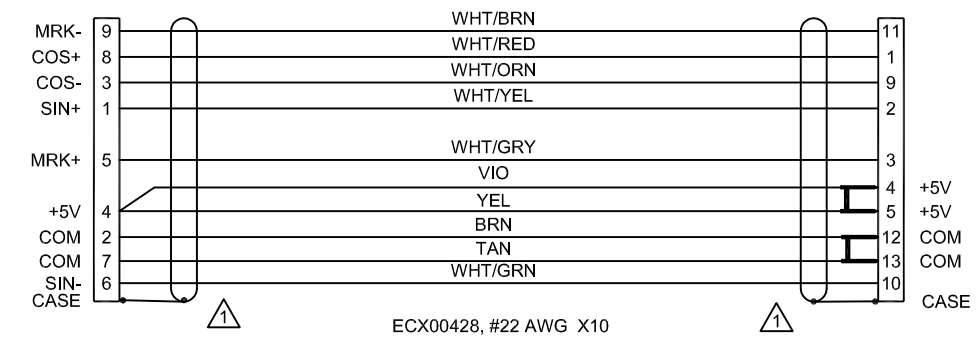 WHT/BRN
MRK- 9 11
WHT/RED
COS+ 8 1
WHT/ORN
COS- 3 9
WHT/YEL
SIN+ 1 2
WHT/GRY
MRK+ 5 3
VIO
4 +5V
YEL
+5V 4 5 +5V
BRN
COM 2 12 COM
TAN
COM 7 13 COM
WHT/GRN
SIN- 6 10
CASE CASE
1 1
ECX00428, #22 AWG X10